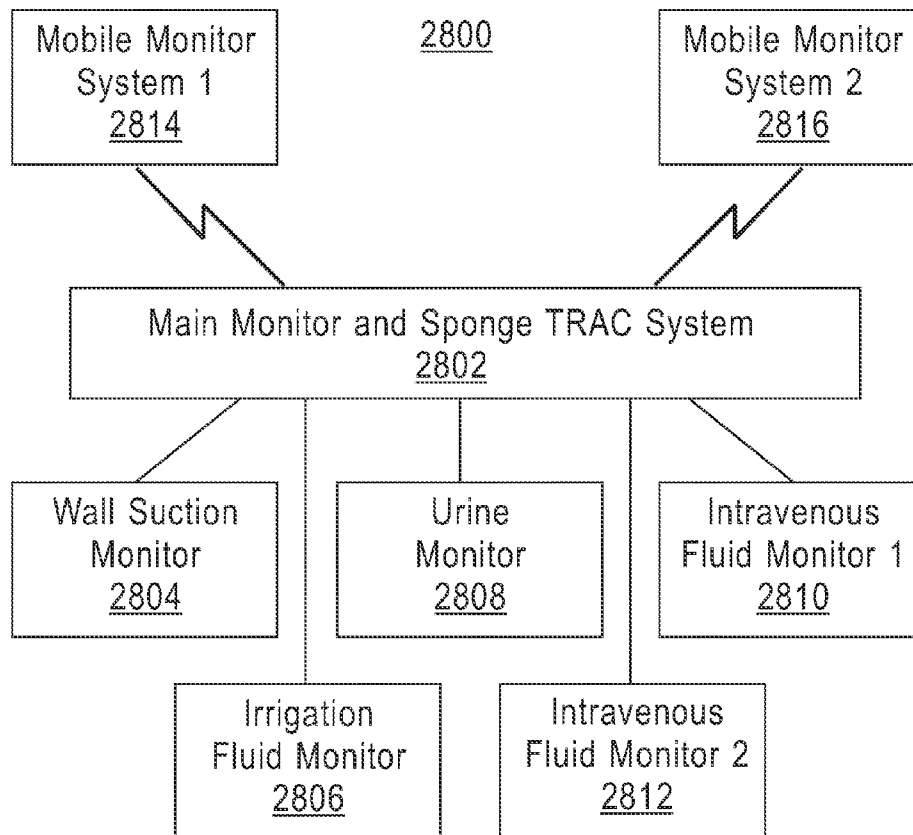 Mobile Monitor
System 1
2814
2800
Mobile Monitor
System 2
2816
Main Monitor and Sponge TRAC System
2802
Wall Suction
Monitor
2804
Urine
Monitor
2808
Intravenous
Fluid Monitor 1
2810
Irrigation
Fluid Monitor
2806
Intravenous
Fluid Monitor 2
2812